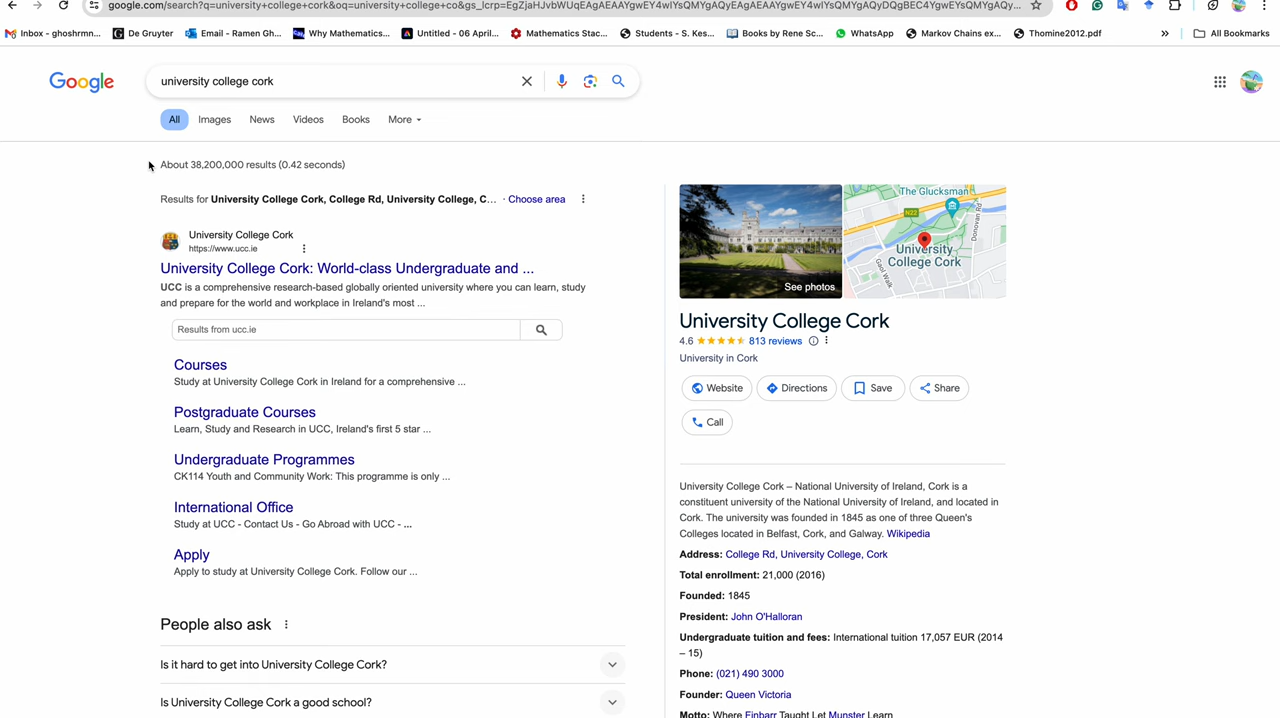 google.com/search?q=university+college+cork&oq=university+college+co&gs_lcrp=EgZjaHJvbWUqEgAEAAYgwEY4wIYsQMYgAQyEAgAEAAYgwEY4wIYsQMYgAQyDQgBEC4YgwEYsQMYgAQy...
Inbox - ghoshrmn...
De Gruyter
Email - Ramen Gh...
Why Mathematics...
Untitled - 06 April...
Mathematics Stac...
Students - S. Kes...
Books by Rene Sc...
WhatsApp
Markov Chains ex...
Thomine2012.pdf
»
All Bookmarks
Google
university college cork
All
Images
News
Videos
Books
More
About 38,200,000 results (0.42 seconds)
Results for University College Cork, College Rd, University College, C... · Choose area
University College Cork
https://www.ucc.ie
University College Cork: World-class Undergraduate and ...
UCC is a comprehensive research-based globally oriented university where you can learn, study
and prepare for the world and workplace in Ireland's most ...
Results from ucc.ie
Courses
Study at University College Cork in Ireland for a comprehensive ...
Postgraduate Courses
Learn, Study and Research in UCC, Ireland's first 5 star ...
Undergraduate Programmes
CK114 Youth and Community Work: This programme is only ...
International Office
Study at UCC - Contact Us - Go Abroad with UCC - ...
Apply
Apply to study at University College Cork. Follow our ...
People also ask
Is it hard to get into University College Cork?
Is University College Cork a good school?
See photos
The Glucksman
N22
Donovan Rd
University
College Cork
Gaol Walk
University College Cork
4.6
813 reviews
University in Cork
Website
Directions
Save
Share
Call
University College Cork – National University of Ireland, Cork is a
constituent university of the National University of Ireland, and located in
Cork. The university was founded in 1845 as one of three Queen's
Colleges located in Belfast, Cork, and Galway. Wikipedia
Address: College Rd, University College, Cork
Total enrollment: 21,000 (2016)
Founded: 1845
President: John O'Halloran
Undergraduate tuition and fees: International tuition 17,057 EUR (2014
– 15)
Phone: (021) 490 3000
Founder: Queen Victoria
Motto: Where Finbarr Taught Let Munster Learn